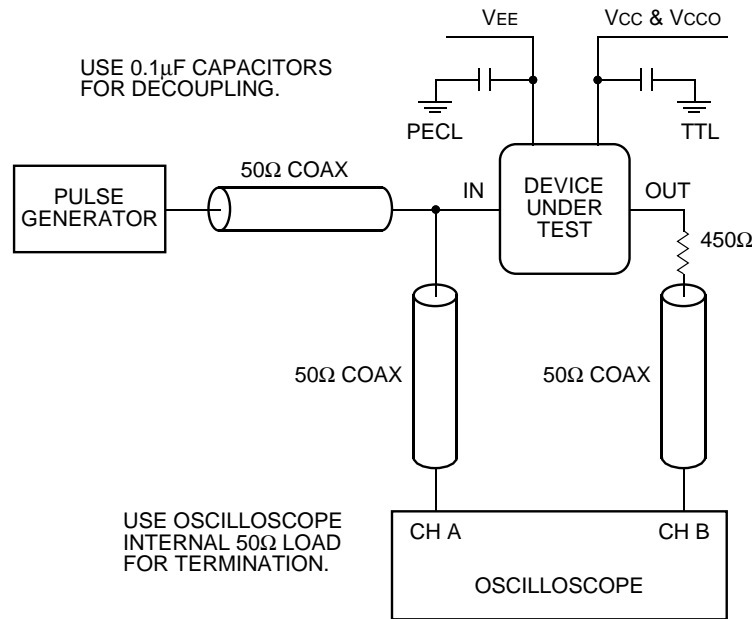 VEE
VCC & VCCO
USE 0.1μF CAPACITORS
FOR DECOUPLING.
PECL
TTL
50Ω COAX
PULSE
GENERATOR
IN
DEVICE
UNDER
TEST
OUT
450Ω
50Ω COAX
50Ω COAX
USE OSCILLOSCOPE
INTERNAL 50Ω LOAD
FOR TERMINATION.
CH A
CH B
OSCILLOSCOPE